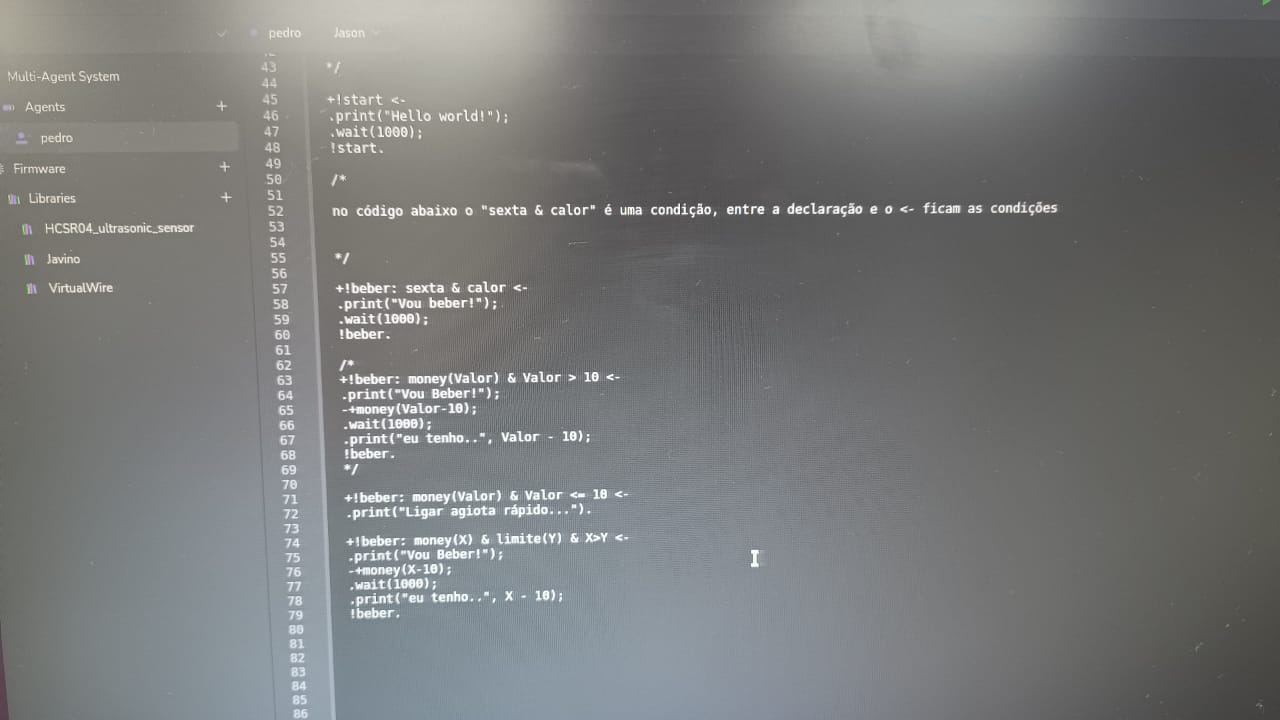 pedro
Jason
Multi-Agent System
Agents
+
pedro
Firmware
+
Libraries
+
HCSR04_ultrasonic_sensor
Javino
VirtualWire
43 */
44
45 +!start <-
46 .print("Hello world!");
47 .wait(1000);
48 !start.
49
50 /*
51
52 no código abaixo o "sexta & calor" é uma condição, entre a declaração e o <- ficam as condições
53
54
55 */
56
57 +!beber: sexta & calor <-
58 .print("Vou beber!");
59 .wait(1000);
60 !beber.
61
62 /*
63 +!beber: money(Valor) & Valor > 10 <-
64 .print("Vou Beber!");
65 -+money(Valor-10);
66 .wait(1000);
67 .print("eu tenho..", Valor - 10);
68 !beber.
69 */
70
71 +!beber: money(Valor) & Valor <= 10 <-
72 .print("Ligar agiota rápido...").
73
74 +!beber: money(X) & limite(Y) & X>Y <-
75 .print("Vou Beber!");
76 -+money(X-10);
77 .wait(1000);
78 .print("eu tenho..", X - 10);
79 !beber.
80
81
82
83
84
85
86